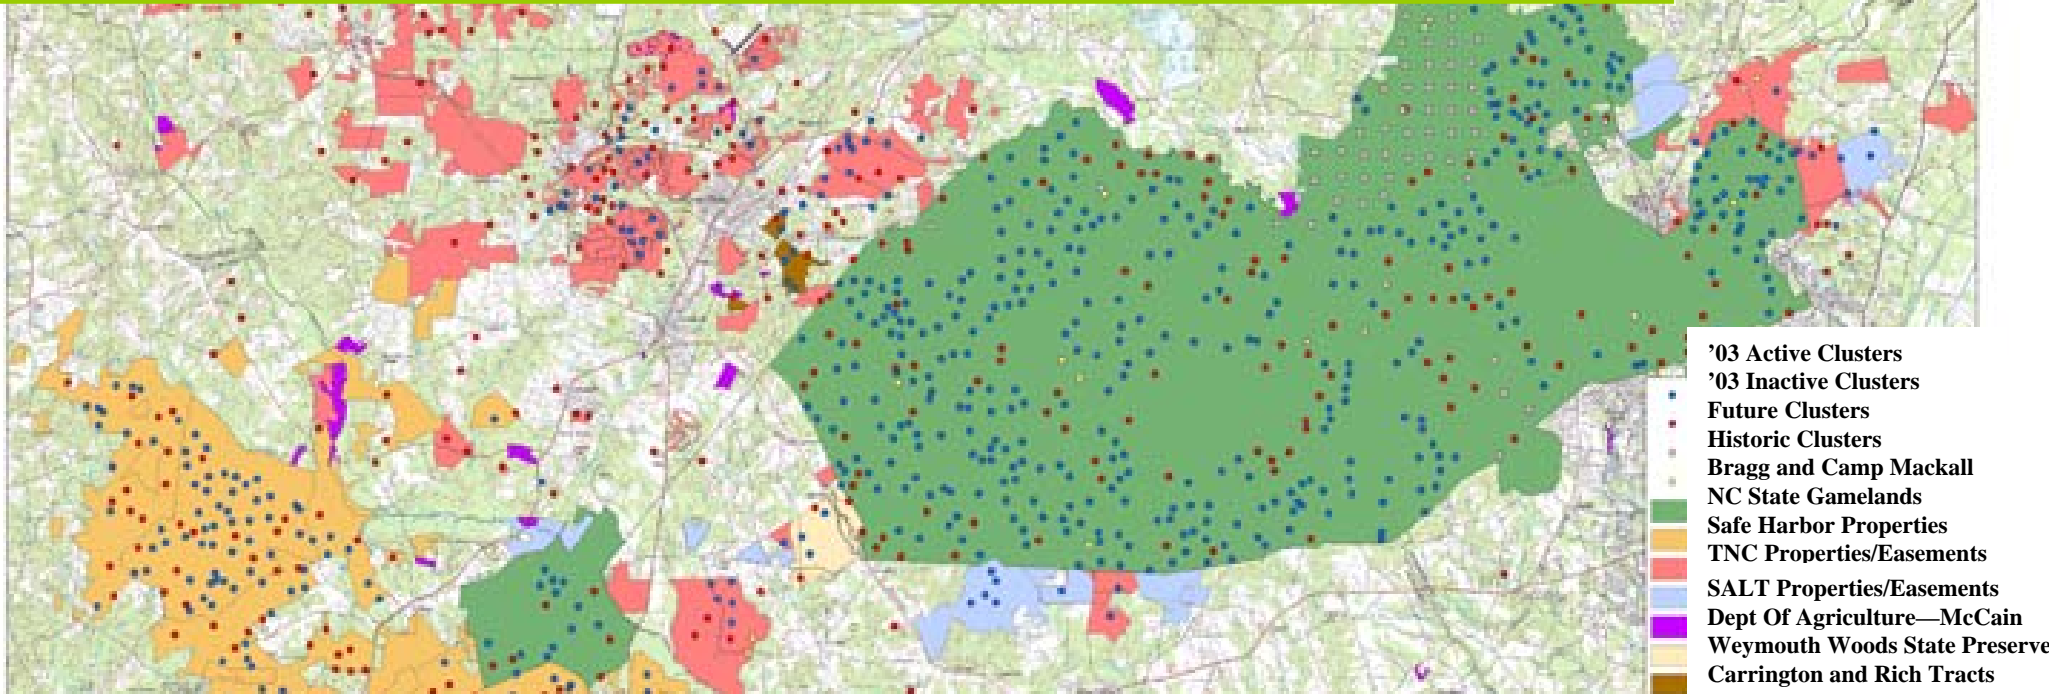 ’03 Active Clusters
’03 Inactive Clusters
Future Clusters
Historic Clusters
Bragg and Camp Mackall
NC State Gamelands
Safe Harbor Properties
TNC Properties/Easements
SALT Properties/Easements
Dept Of Agriculture—McCain
Weymouth Woods State Preserve
Carrington and Rich Tracts